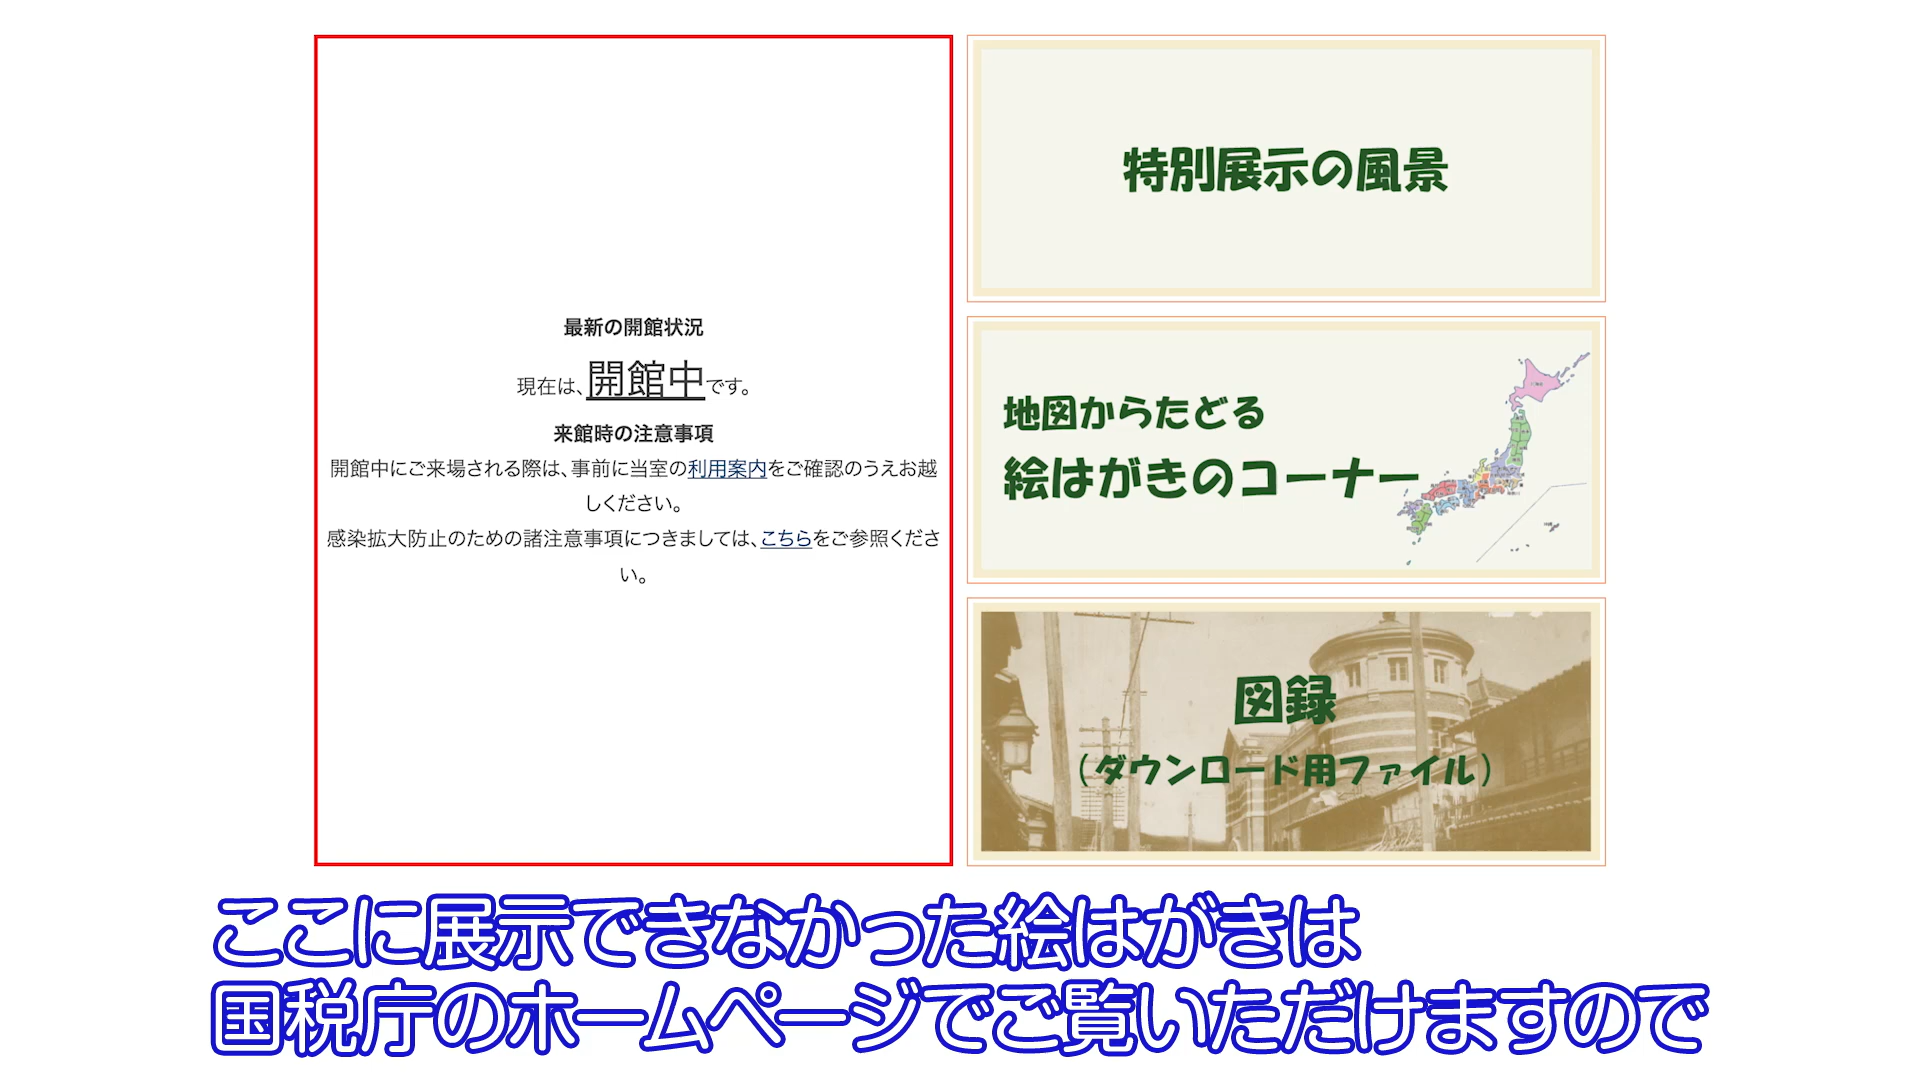 最新の開館状況
現在は、開館中です。
来館時の注意事項
開館中にご来場される際は、事前に当室の利用案内をご確認のうえお越
しください。
感染拡大防止のための諸注意事項につきましては、こちらをご参照くださ
い。
特別展示の風景
地図からたどる
絵はがきのコーナー
図録
（ダウンロード用ファイル）
ここに展示できなかった絵はがきは
国税庁のホームページでご覧いただけますので